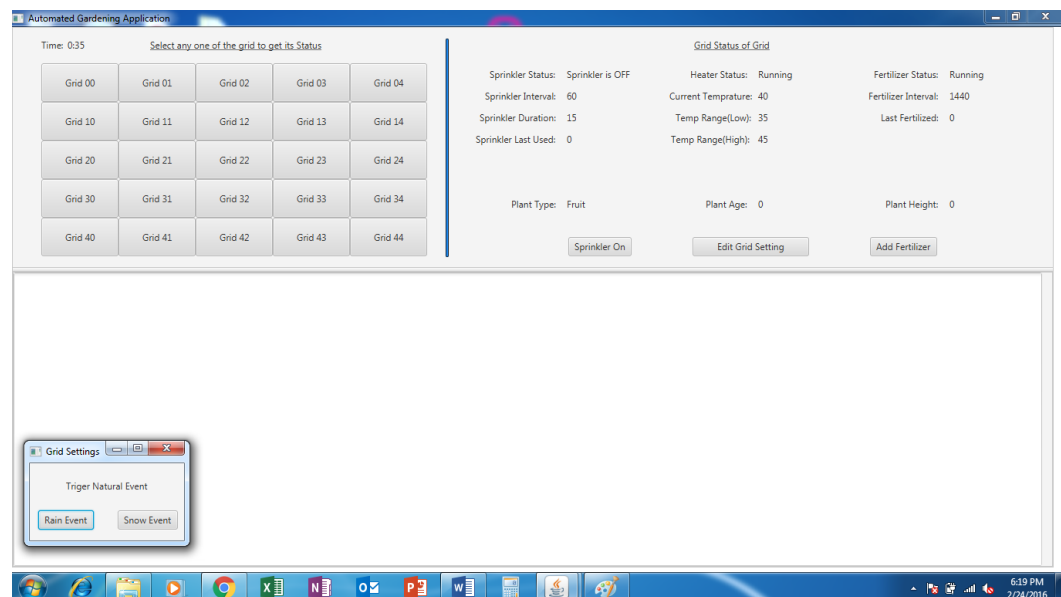 Automated Gardening Application
Time: 0:35 Select any one of the grid to get its Status
Grid 00 Grid 01 Grid 02 Grid 03 Grid 04
Grid 10 Grid 11 Grid 12 Grid 13 Grid 14
Grid 20 Grid 21 Grid 22 Grid 23 Grid 24
Grid 30 Grid 31 Grid 32 Grid 33 Grid 34
Grid 40 Grid 41 Grid 42 Grid 43 Grid 44
Grid Status of Grid
Sprinkler Status: Sprinkler is OFF Heater Status: Running Fertilizer Status: Running
Sprinkler Interval: 60 Current Temprature: 40 Fertilizer Interval: 1440
Sprinkler Duration: 15 Temp Range(Low): 35 Last Fertilized: 0
Sprinkler Last Used: 0 Temp Range(High): 45
Plant Type: Fruit Plant Age: 0 Plant Height: 0
Sprinkler On Edit Grid Setting Add Fertilizer
Grid Settings
Triger Natural Event
Rain Event Snow Event
6:19 PM
2/24/2016